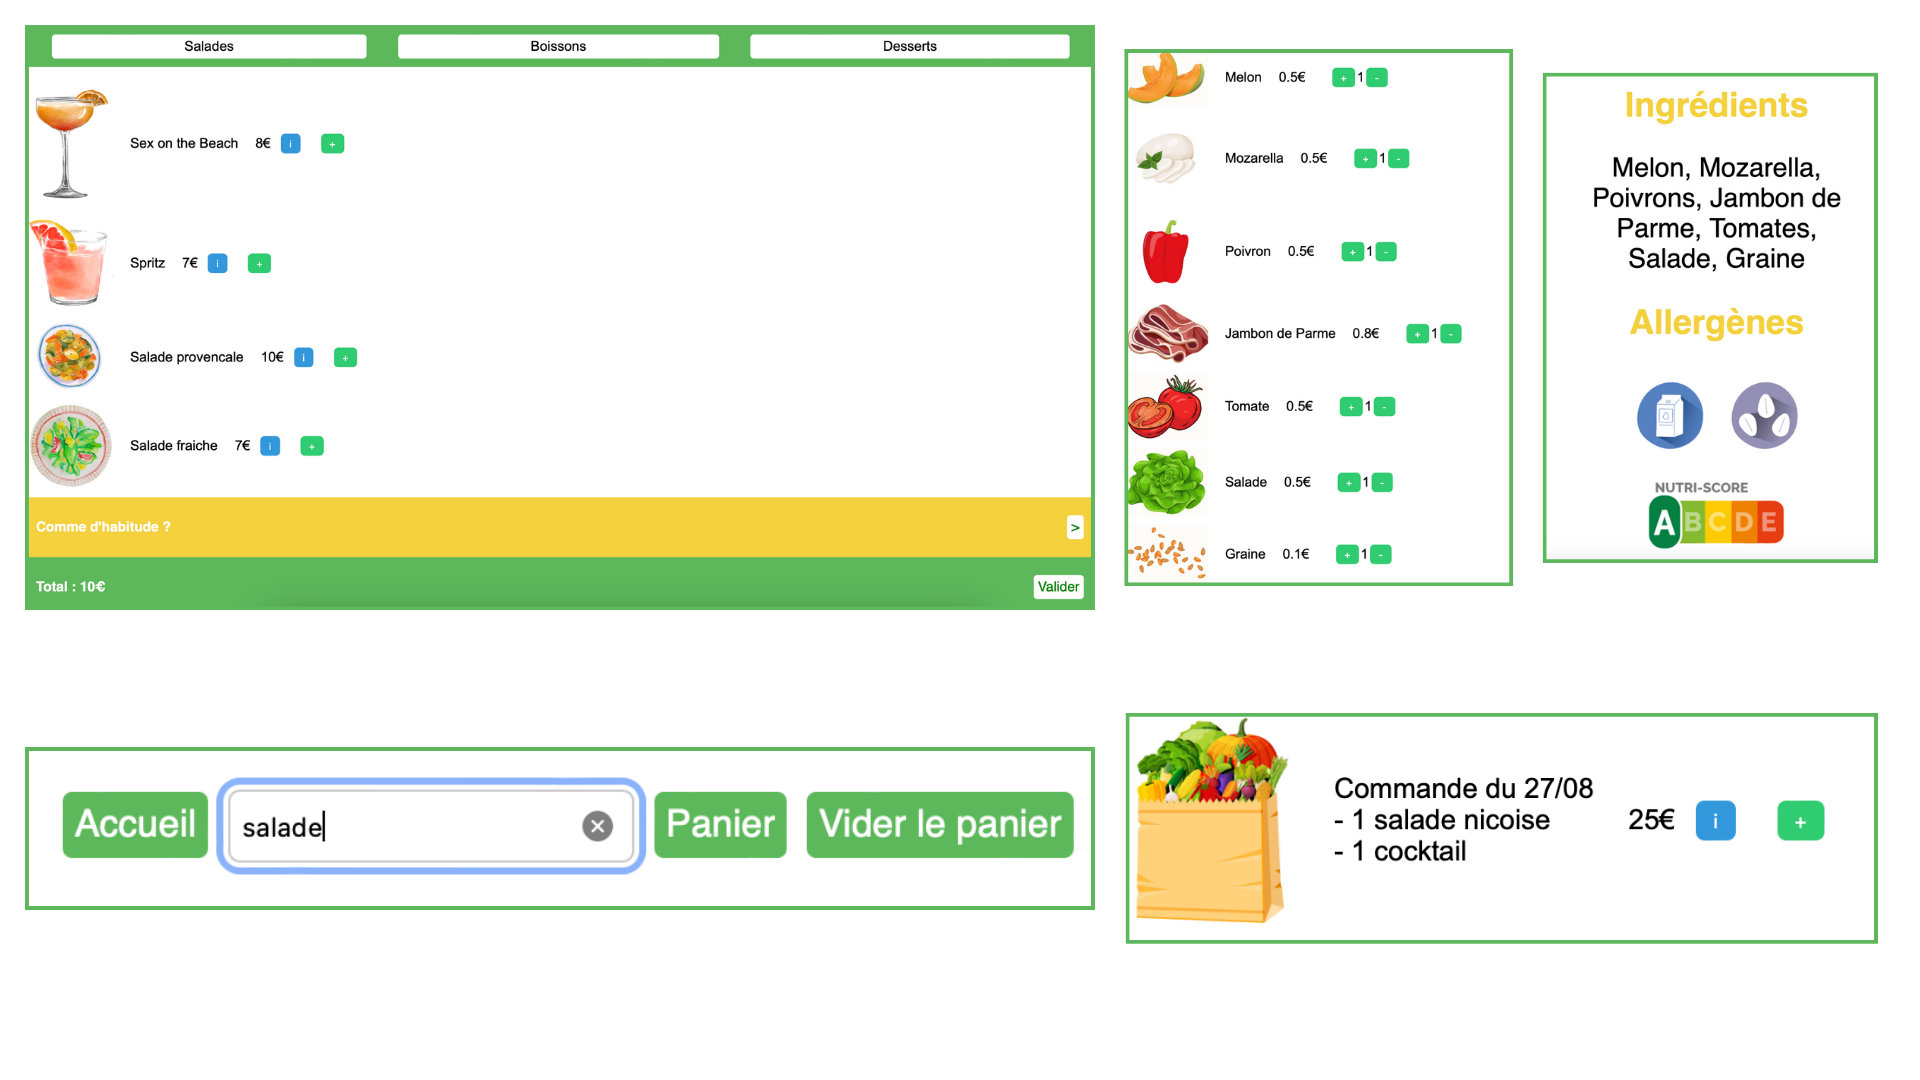 Salades Boissons Desserts
Sex on the Beach 8€ i +
Spritz 7€ i +
Salade provencale 10€ i +
Salade fraiche 7€ i +
Comme d'habitude ? >
Total : 10€ Valider
Melon 0.5€ + 1 -
Mozarella 0.5€ + 1 -
Poivron 0.5€ + 1 -
Jambon de Parme 0.8€ + 1 -
Tomate 0.5€ + 1 -
Salade 0.5€ + 1 -
Graine 0.1€ + 1 -
Ingrédients
Melon, Mozarella,
Poivrons, Jambon de
Parme, Tomates,
Salade, Graine
Allergènes
NUTRI-SCORE
A B C D E
Accueil salade Panier Vider le panier
Commande du 27/08
- 1 salade nicoise 25€ i +
- 1 cocktail